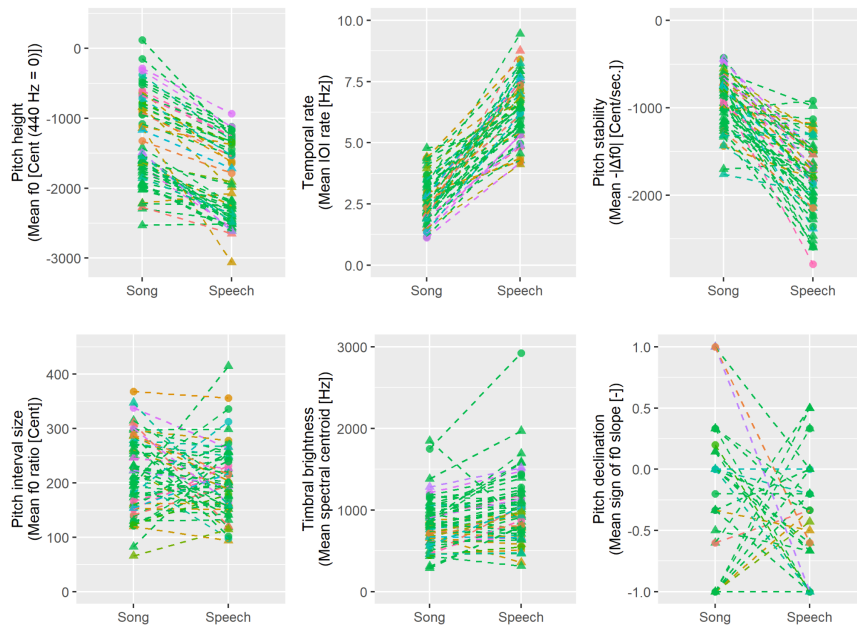 Pitch height
(Mean f0 [Cent (440 Hz = 0)])
0
-1000
-2000
-3000
Song Speech
Temporal rate
(Mean IOI rate [Hz])
10.0
7.5
5.0
2.5
0.0
Song Speech
Pitch stability
(Mean -|Δf0| [Cent/sec.])
0
-1000
-2000
Song Speech
Pitch interval size
(Mean f0 ratio [Cent])
400
300
200
100
0
Song Speech
Timbral brightness
(Mean spectral centroid [Hz])
3000
2000
1000
0
Song Speech
Pitch declination
(Mean sign of f0 slope [-])
1.0
0.5
0.0
-0.5
-1.0
Song Speech